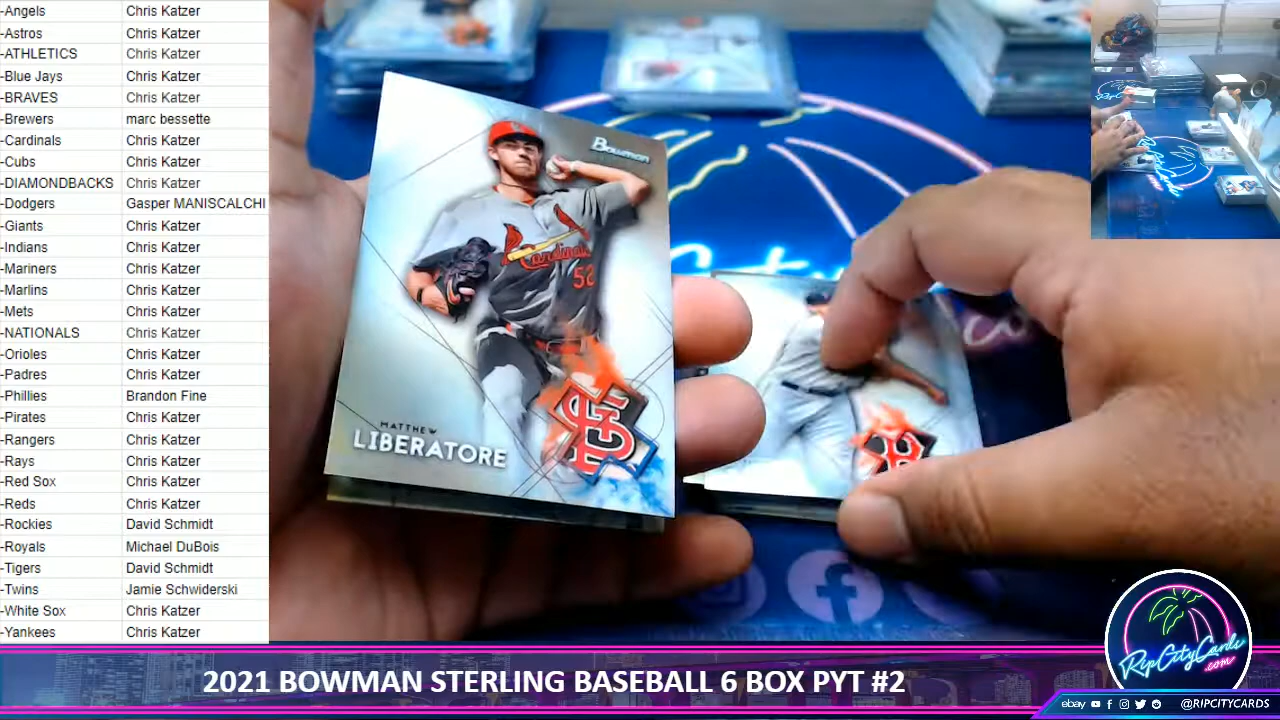 -Angels Chris Katzer
-Astros Chris Katzer
-ATHLETICS Chris Katzer
-Blue Jays Chris Katzer
-BRAVES Chris Katzer
-Brewers marc bessette
-Cardinals Chris Katzer
-Cubs Chris Katzer
-DIAMONDBACKS Chris Katzer
-Dodgers Gasper MANISCALCHI
-Giants Chris Katzer
-Indians Chris Katzer
-Mariners Chris Katzer
-Marlins Chris Katzer
-Mets Chris Katzer
-NATIONALS Chris Katzer
-Orioles Chris Katzer
-Padres Chris Katzer
-Phillies Brandon Fine
-Pirates Chris Katzer
-Rangers Chris Katzer
-Rays Chris Katzer
-Red Sox Chris Katzer
-Reds Chris Katzer
-Rockies David Schmidt
-Royals Michael DuBois
-Tigers David Schmidt
-Twins Jamie Schwiderski
-White Sox Chris Katzer
-Yankees Chris Katzer
Bowman
Cardinals
52
MATTHEW
LIBERATORE
RipCityCards
.com
2021 BOWMAN STERLING BASEBALL 6 BOX PYT #2
ebay @RIPCITYCARDS